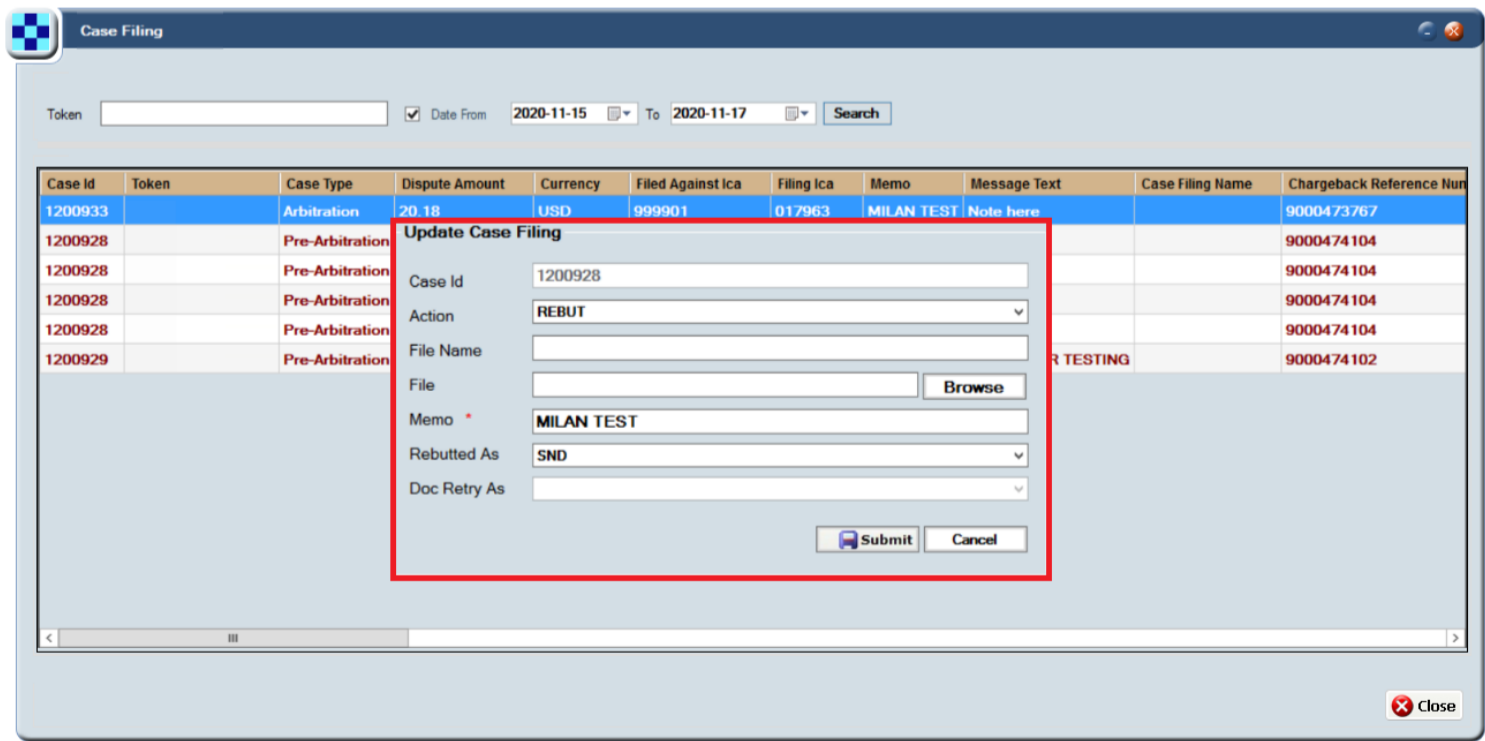 Case Filing
Token Date From 2020-11-15 To 2020-11-17 Search
Case Id Token Case Type Dispute Amount Currency Filed Against Ica Filing Ica Memo Message Text Case Filing Name Chargeback Reference Nun
1200933 Arbitration 20.18 USD 999901 017963 MILAN TEST Note here 9000473767
1200928 Pre-Arbitration 9000474104
1200928 Pre-Arbitration 9000474104
1200928 Pre-Arbitration 9000474104
1200928 Pre-Arbitration 9000474104
1200929 Pre-Arbitration R TESTING 9000474102
Update Case Filing
Case Id 1200928
Action REBUT
File Name
File Browse
Memo * MILAN TEST
Rebutted As SND
Doc Retry As
Submit Cancel
Close